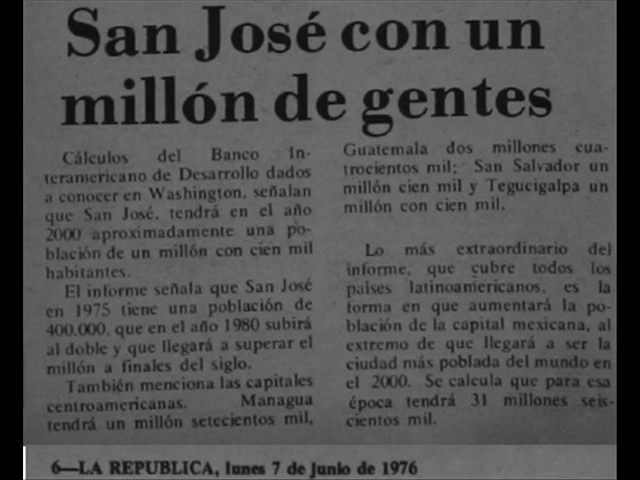 San José con un
millón de gentes
Cálculos del Banco In-
teramericano de Desarrollo dados
a conocer en Washington, señalan
que San José, tendrá en el año
2000 aproximadamente una po-
blación de un millón con cien mil
habitantes.
El informe señala que San José
en 1975 tiene una población de
400.000, que en el año 1980 subirá
al doble y que llegará a superar el
millón a finales del siglo.
También menciona las capitales
centroamericanas. Managua
tendrá un millón setecientos mil,
Guatemala dos millones cua-
trocientos mil; San Salvador un
millón cien mil y Tegucigalpa un
millón con cien mil.
Lo más extraordinario del
informe, que cubre todos los
países latinoamericanos, es la
forma en que aumentará la po-
blación de la capital mexicana, al
extremo de que llegará a ser la
ciudad más poblada del mundo en
el 2000. Se calcula que para esa
época tendrá 31 millones seis-
cientos mil.
6—LA REPUBLICA, lunes 7 de junio de 1976